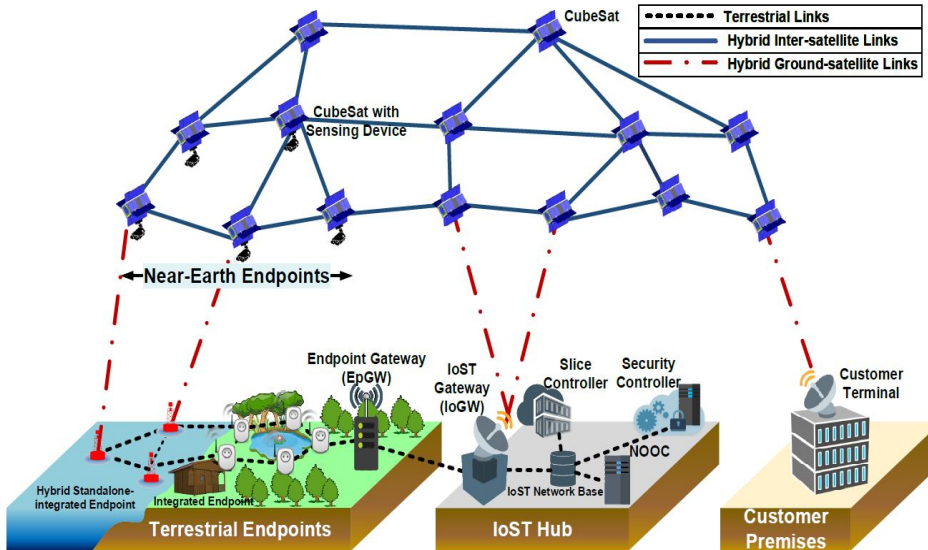 CubeSat
Terrestrial Links
Hybrid Inter-satellite Links
Hybrid Ground-satellite Links
CubeSat with
Sensing Device
Near-Earth Endpoints
Endpoint Gateway
(EpGW)
IoST
Gateway
(IoGW)
Slice
Controller
Security
Controller
Customer
Terminal
NOOC
IoST Network Base
Hybrid Standalone-
integrated Endpoint
Integrated Endpoint
Terrestrial Endpoints
IoST Hub
Customer
Premises